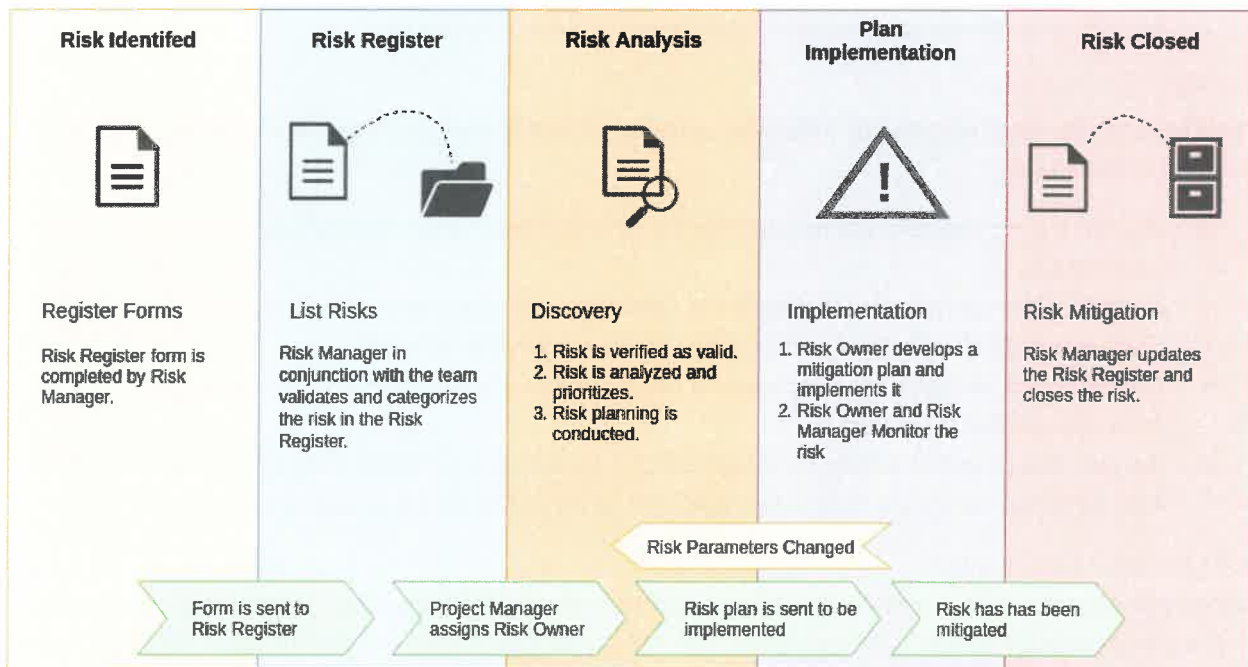 Risk Identifed
Risk Register
Risk Analysis
Plan
Implementation
Risk Closed
!
Register Forms
Risk Register form is
completed by Risk
Manager.
List Risks
Risk Manager in
conjunction with the team
validates and categorizes
the risk in the Risk
Register.
Discovery
1. Risk is verified as valid.
2. Risk is analyzed and
prioritizes.
3. Risk planning is
conducted.
Implementation
1. Risk Owner develops a
mitigation plan and
implements it
2. Risk Owner and Risk
Manager Monitor the
risk
Risk Mitigation
Risk Manager updates
the Risk Register and
closes the risk.
Risk Parameters Changed
Form is sent to
Risk Register
Project Manager
assigns Risk Owner
Risk plan is sent to be
implemented
Risk has has been
mitigated